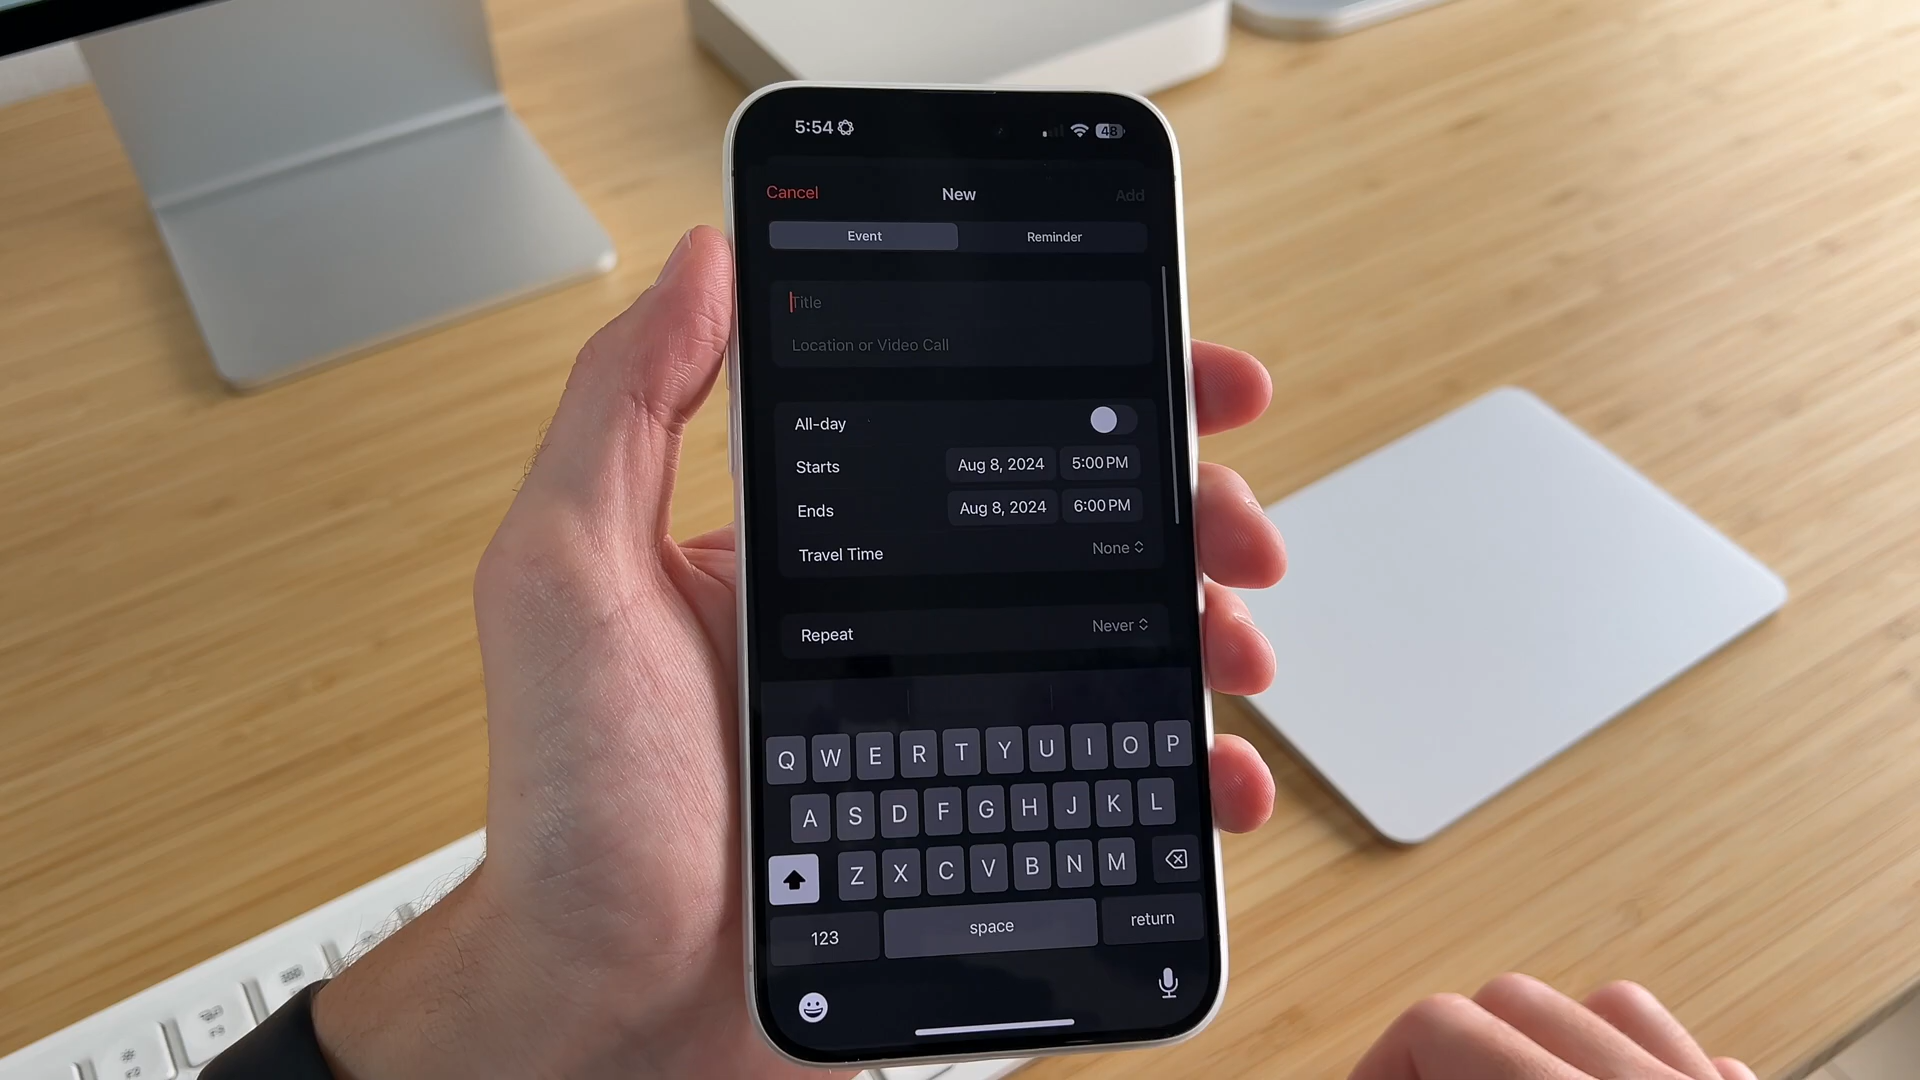 5:54 48
Cancel New Add
Event Reminder
Title
Location or Video Call
All-day
Starts Aug 8, 2024 5:00 PM
Ends Aug 8, 2024 6:00 PM
Travel Time None
Repeat Never
Q W E R T Y U I O P
A S D F G H J K L
Z X C V B N M
123 space return
F2